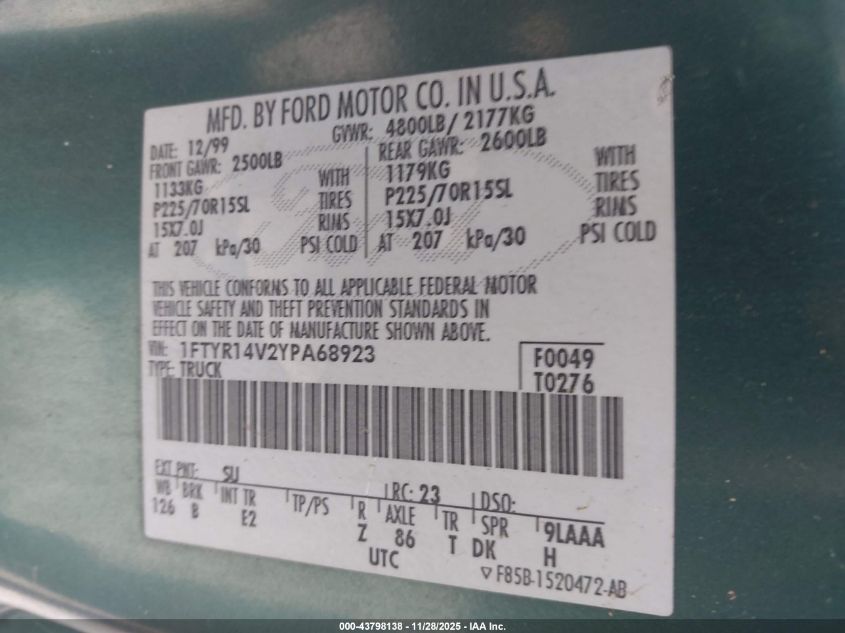 MFD. BY FORD MOTOR CO. IN U.S.A.
DATE: 12/99 GVWR: 4800LB/ 2177KG
FRONT GAWR: 2500LB REAR GAWR: 2600LB
1133KG WITH 1179KG WITH
P225/70R15SL TIRES P225/70R15SL TIRES
15X7.0J RIMS 15X7.0J RIMS
AT 207 kPa/30 PSI COLD AT 207 kPa/30 PSI COLD
THIS VEHICLE CONFORMS TO ALL APPLICABLE FEDERAL MOTOR
VEHICLE SAFETY AND THEFT PREVENTION STANDARDS IN
EFFECT ON THE DATE OF MANUFACTURE SHOWN ABOVE.
VIN: 1FTYR14V2YPA68923 F0049
TYPE: TRUCK T0276
EXT PNT: SU RC: 23 DSO:
WB BRK INT TR TP/PS R AXLE TR SPR 9LAAA
126 B E2 Z 86 T DK H
UTC
▽ F85B-1520472-AB
000-43798138 - 11/28/2025 - IAA Inc.